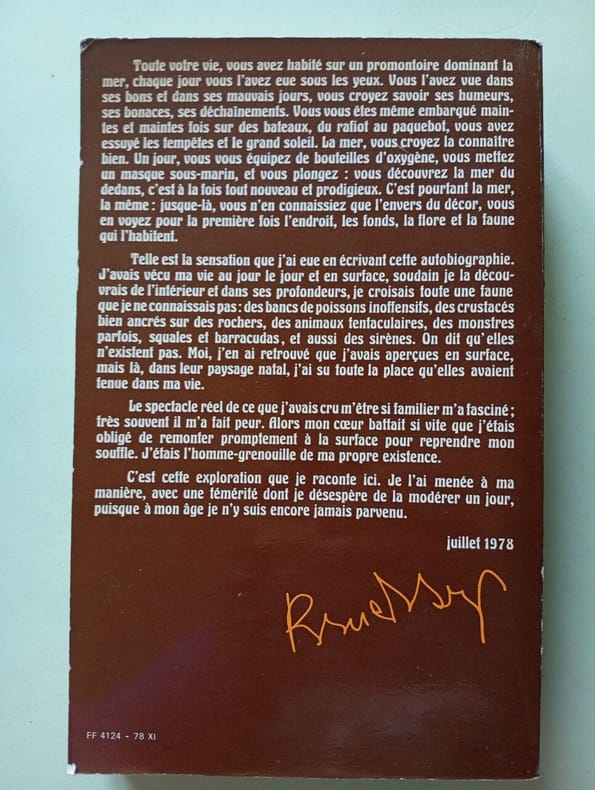 Toute votre vie, vous avez habité sur un promontoire dominant la
mer, chaque jour vous l'avez eue sous les yeux. Vous l'avez vue dans
ses bons et dans ses mauvais jours, vous croyez savoir ses humeurs,
ses bonaces, ses déchaînements. Vous vous êtes même embarqué main-
tes et maintes fois sur des bateaux, du rafiot au paquebot, vous avez
essuyé les tempêtes et le grand soleil. La mer, vous croyez la connaître
bien. Un jour, vous vous équipez de bouteilles d'oxygène, vous mettez
un masque sous-marin, et vous plongez : vous découvrez la mer du
dedans, c'est à la fois tout nouveau et prodigieux. C'est pourtant la mer,
la même : jusque-là, vous n'en connaissiez que l'envers du décor, vous
en voyez pour la première fois l'endroit, les fonds, la flore et la faune
qui l'habitent.
Telle est la sensation que j'ai eue en écrivant cette autobiographie.
J'avais vécu ma vie au jour le jour et en surface, soudain je la décou-
vrais de l'intérieur et dans ses profondeurs, je croisais toute une faune
que je ne connaissais pas : des bancs de poissons inoffensifs, des crustacés
bien ancrés sur des rochers, des animaux tentaculaires, des monstres
parfois, squales et barracudas, et aussi des sirènes. On dit qu'elles
n'existent pas. Moi, j'en ai retrouvé que j'avais aperçues en surface,
mais là, dans leur paysage natal, j'ai su toute la place qu'elles avaient
tenue dans ma vie.
Le spectacle réel de ce que j'avais cru m'être si familier m'a fasciné ;
très souvent il m'a fait peur. Alors mon cœur battait si vite que j'étais
obligé de remonter promptement à la surface pour reprendre mon
souffle. J'étais l'homme-grenouille de ma propre existence.
C'est cette exploration que je raconte ici. Je l'ai menée à ma
manière, avec une témérité dont je désespère de la modérer un jour,
puisque à mon âge je n'y suis encore jamais parvenu.
juillet 1978
FF 4124 - 78 XI